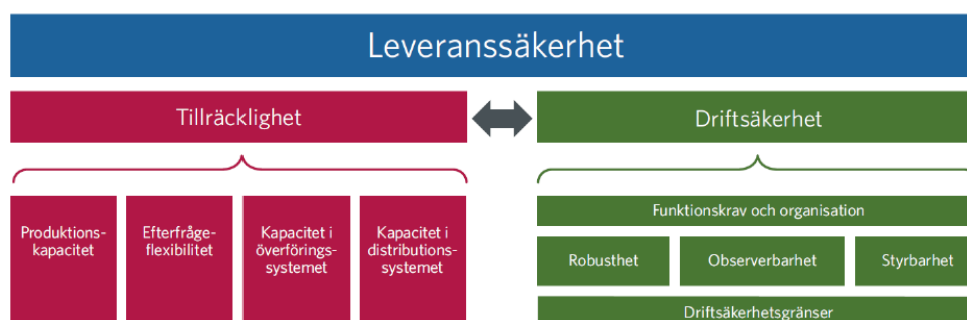 Leveranssäkerhet
Tillräcklighet
Driftsäkerhet
Produktions-
kapacitet
Efterfråge-
flexibilitet
Kapacitet i
överförings-
systemet
Kapacitet i
distributions-
systemet
Funktionskrav och organisation
Robusthet
Observerbarhet
Styrbarhet
Driftsäkerhetsgränser